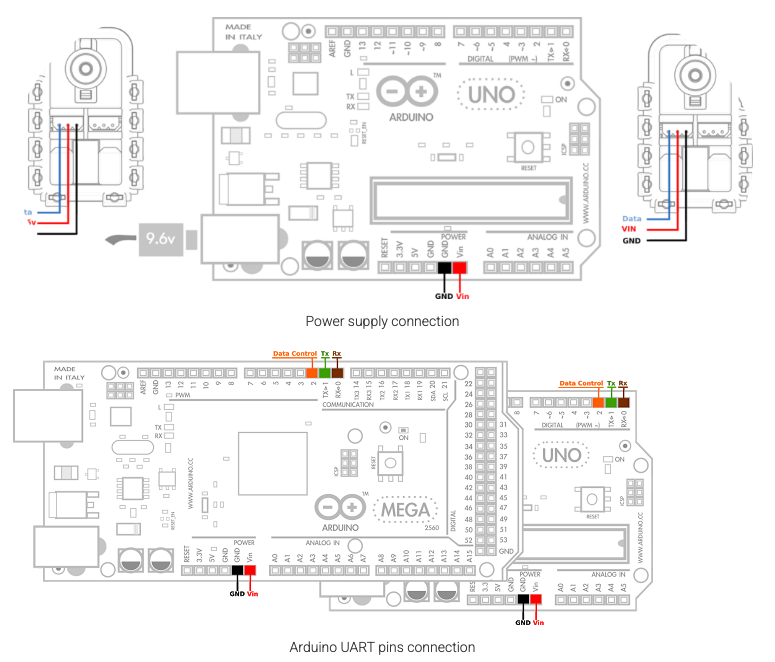 MADE IN ITALY
AREF GND 13 12 ~11 ~10 ~9 8 7 ~6 ~5 4 ~3 2 TX▸1 RX◂0
DIGITAL (PWM ~)
L
TX
RX
RESET_EN
™
UNO
ON
ARDUINO
RESET
ICSP
WWW.ARDUINO.CC
ta
5v
9.6v
POWER
ANALOG IN
RESET 3.3V 5V GND GND Vin A0 A1 A2 A3 A4 A5
GND Vin
Data
VIN
GND
Power supply connection
Data Control Tx Rx
MADE IN ITALY
AREF GND 13 12 11 10 9 8 7 6 5 4 3 2 TX▸1 RX◂0 TX3 14 RX3 15 TX2 16 RX2 17 TX1 18 RX1 19 SDA 20 SCL 21
PWM
COMMUNICATION
L
TX
RX
RESET_EN
WWW.ARDUINO.CC
ON
ICSP
RESET
™
MEGA
2560
ARDUINO
DIGITAL
22
24
26
28
30 31
32 33
34 35
36 37
38 39
40 41
42 43
44 45
46 47
48 49
50 51
52 53
GND
POWER
ANALOG IN
RESET 3.3V 5V GND GND Vin A0 A1 A2 A3 A4 A5 A6 A7 A8 A9 A10 A11 A12 A13 A14 A15
GND Vin
Data Control Tx Rx
8 7 ~6 ~5 4 ~3 2 TX▸1 RX◂0
DIGITAL (PWM ~)
UNO
ON
RESET
ICSP
WWW.ARDUINO.CC
POWER
ANALOG IN
RES 3.3 5V GND GND Vin A0 A1 A2 A3 A4 A5
GND Vin
Arduino UART pins connection